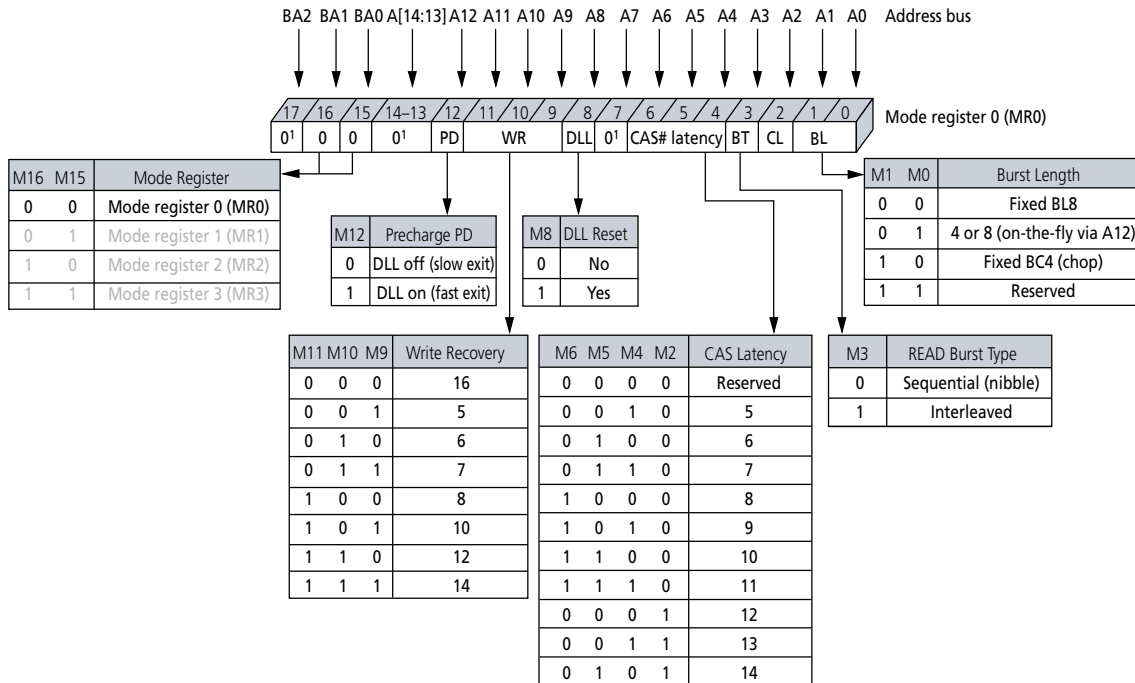 BA2 BA1 BA0 A[14:13] A12 A11 A10 A9 A8 A7 A6 A5 A4 A3 A2 A1 A0 Address bus
17 16 15 14–13 12 11 10 9 8 7 6 5 4 3 2 1 0 Mode register 0 (MR0)
0¹ 0 0 0¹ PD WR DLL 0¹ CAS# latency BT CL BL
M16 M15 Mode Register
0 0 Mode register 0 (MR0)
0 1 Mode register 1 (MR1)
1 0 Mode register 2 (MR2)
1 1 Mode register 3 (MR3)
M12 Precharge PD
0 DLL off (slow exit)
1 DLL on (fast exit)
M8 DLL Reset
0 No
1 Yes
M1 M0 Burst Length
0 0 Fixed BL8
0 1 4 or 8 (on-the-fly via A12)
1 0 Fixed BC4 (chop)
1 1 Reserved
M11 M10 M9 Write Recovery
0 0 0 16
0 0 1 5
0 1 0 6
0 1 1 7
1 0 0 8
1 0 1 10
1 1 0 12
1 1 1 14
M6 M5 M4 M2 CAS Latency
0 0 0 0 Reserved
0 0 1 0 5
0 1 0 0 6
0 1 1 0 7
1 0 0 0 8
1 0 1 0 9
1 1 0 0 10
1 1 1 0 11
0 0 0 1 12
0 0 1 1 13
0 1 0 1 14
M3 READ Burst Type
0 Sequential (nibble)
1 Interleaved